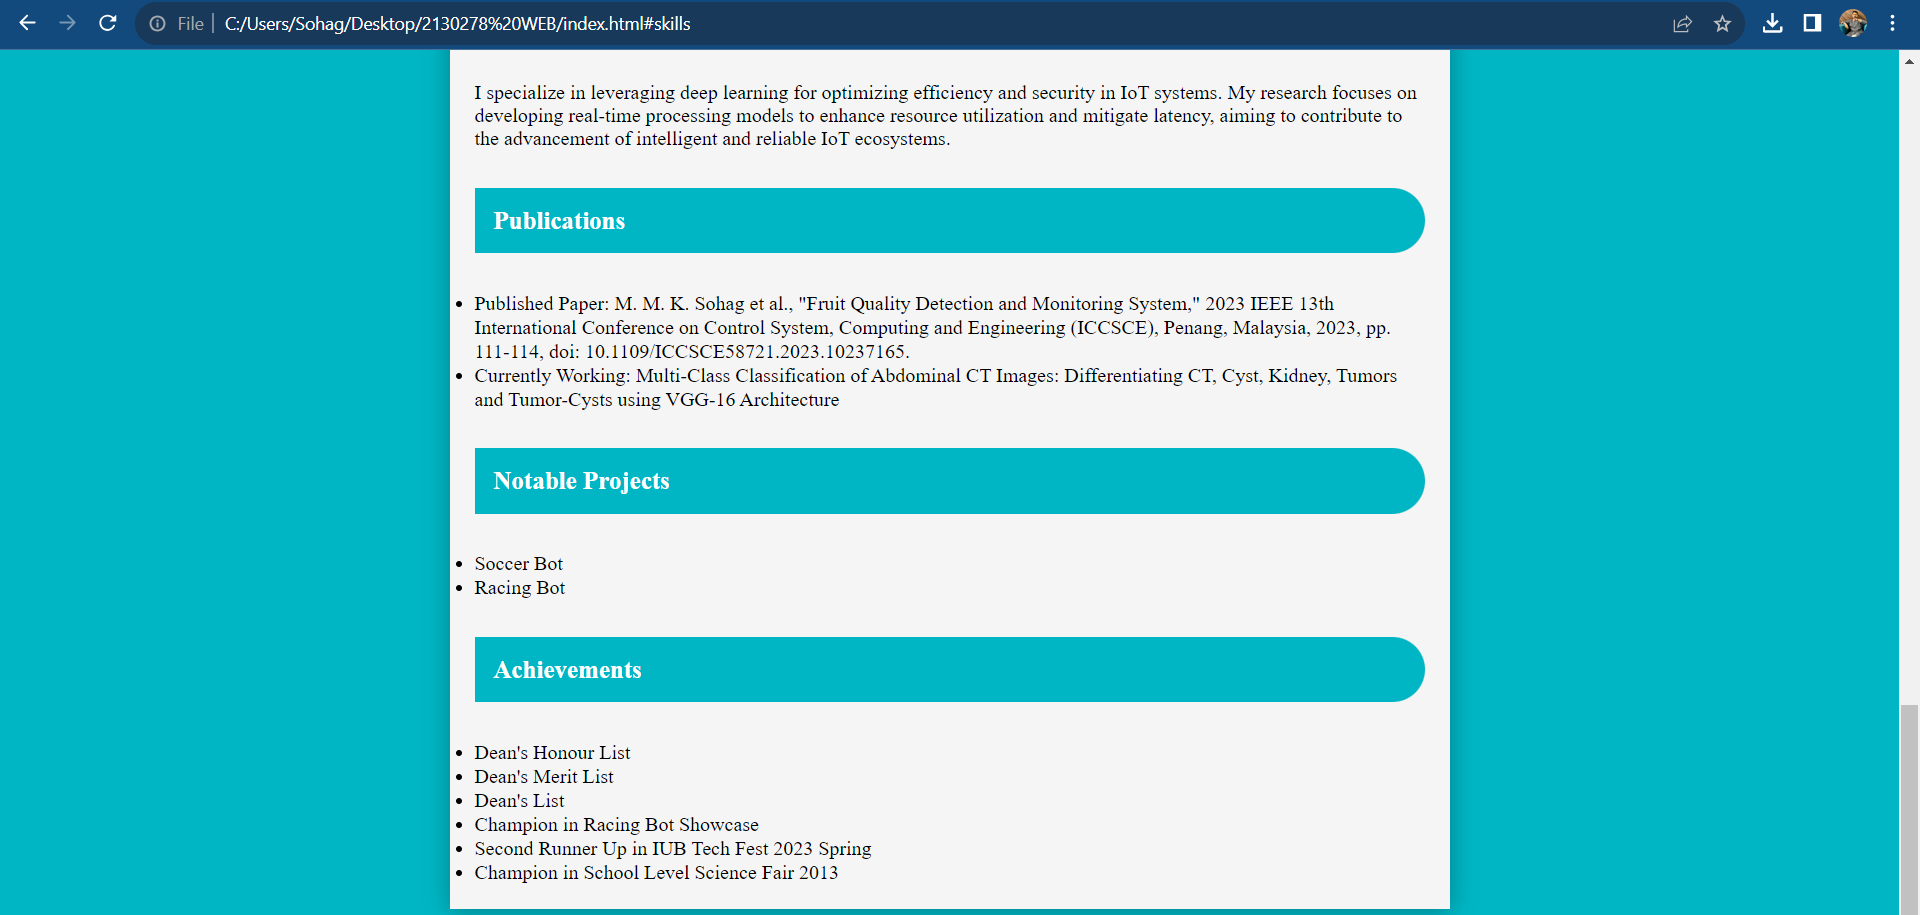 File C:/Users/Sohag/Desktop/2130278%20WEB/index.html#skills
I specialize in leveraging deep learning for optimizing efficiency and security in IoT systems. My research focuses on
developing real-time processing models to enhance resource utilization and mitigate latency, aiming to contribute to
the advancement of intelligent and reliable IoT ecosystems.
Publications
Published Paper: M. M. K. Sohag et al., "Fruit Quality Detection and Monitoring System," 2023 IEEE 13th
International Conference on Control System, Computing and Engineering (ICCSCE), Penang, Malaysia, 2023, pp.
111-114, doi: 10.1109/ICCSCE58721.2023.10237165.
Currently Working: Multi-Class Classification of Abdominal CT Images: Differentiating CT, Cyst, Kidney, Tumors
and Tumor-Cysts using VGG-16 Architecture
Notable Projects
Soccer Bot
Racing Bot
Achievements
Dean's Honour List
Dean's Merit List
Dean's List
Champion in Racing Bot Showcase
Second Runner Up in IUB Tech Fest 2023 Spring
Champion in School Level Science Fair 2013